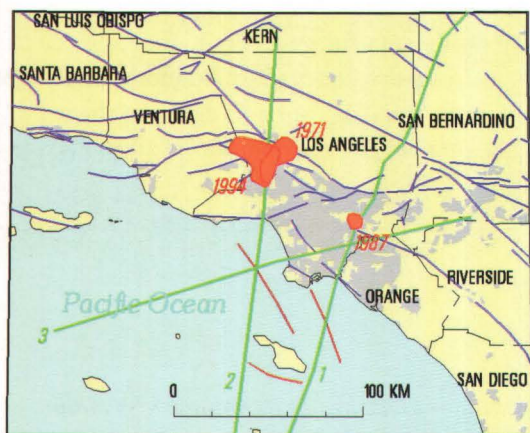 SAN LUIS OBISPO
KERN
SANTA BARBARA
VENTURA
SAN BERNARDINO
1971
LOS ANGELES
1994
1987
RIVERSIDE
Pacific Ocean
ORANGE
3
2
1
SAN DIEGO
0
100 KM